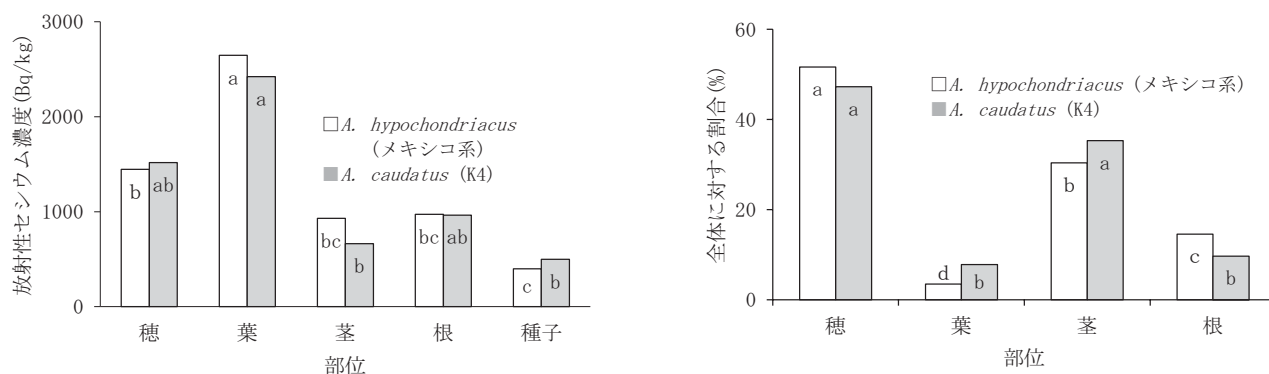 放射性セシウム濃度(Bq/kg)
3000
2000
1000
0
b
ab
a
a
bc
b
bc
ab
c
b
□A. hypochondriacus
(メキシコ系)
■A. caudatus (K4)
穂
葉
茎
根
種子
部位
全体に対する割合(%)
60
40
20
0
a
a
d
b
b
a
c
b
□A. hypochondriacus (メキシコ系)
■A. caudatus (K4)
穂
葉
茎
根
部位